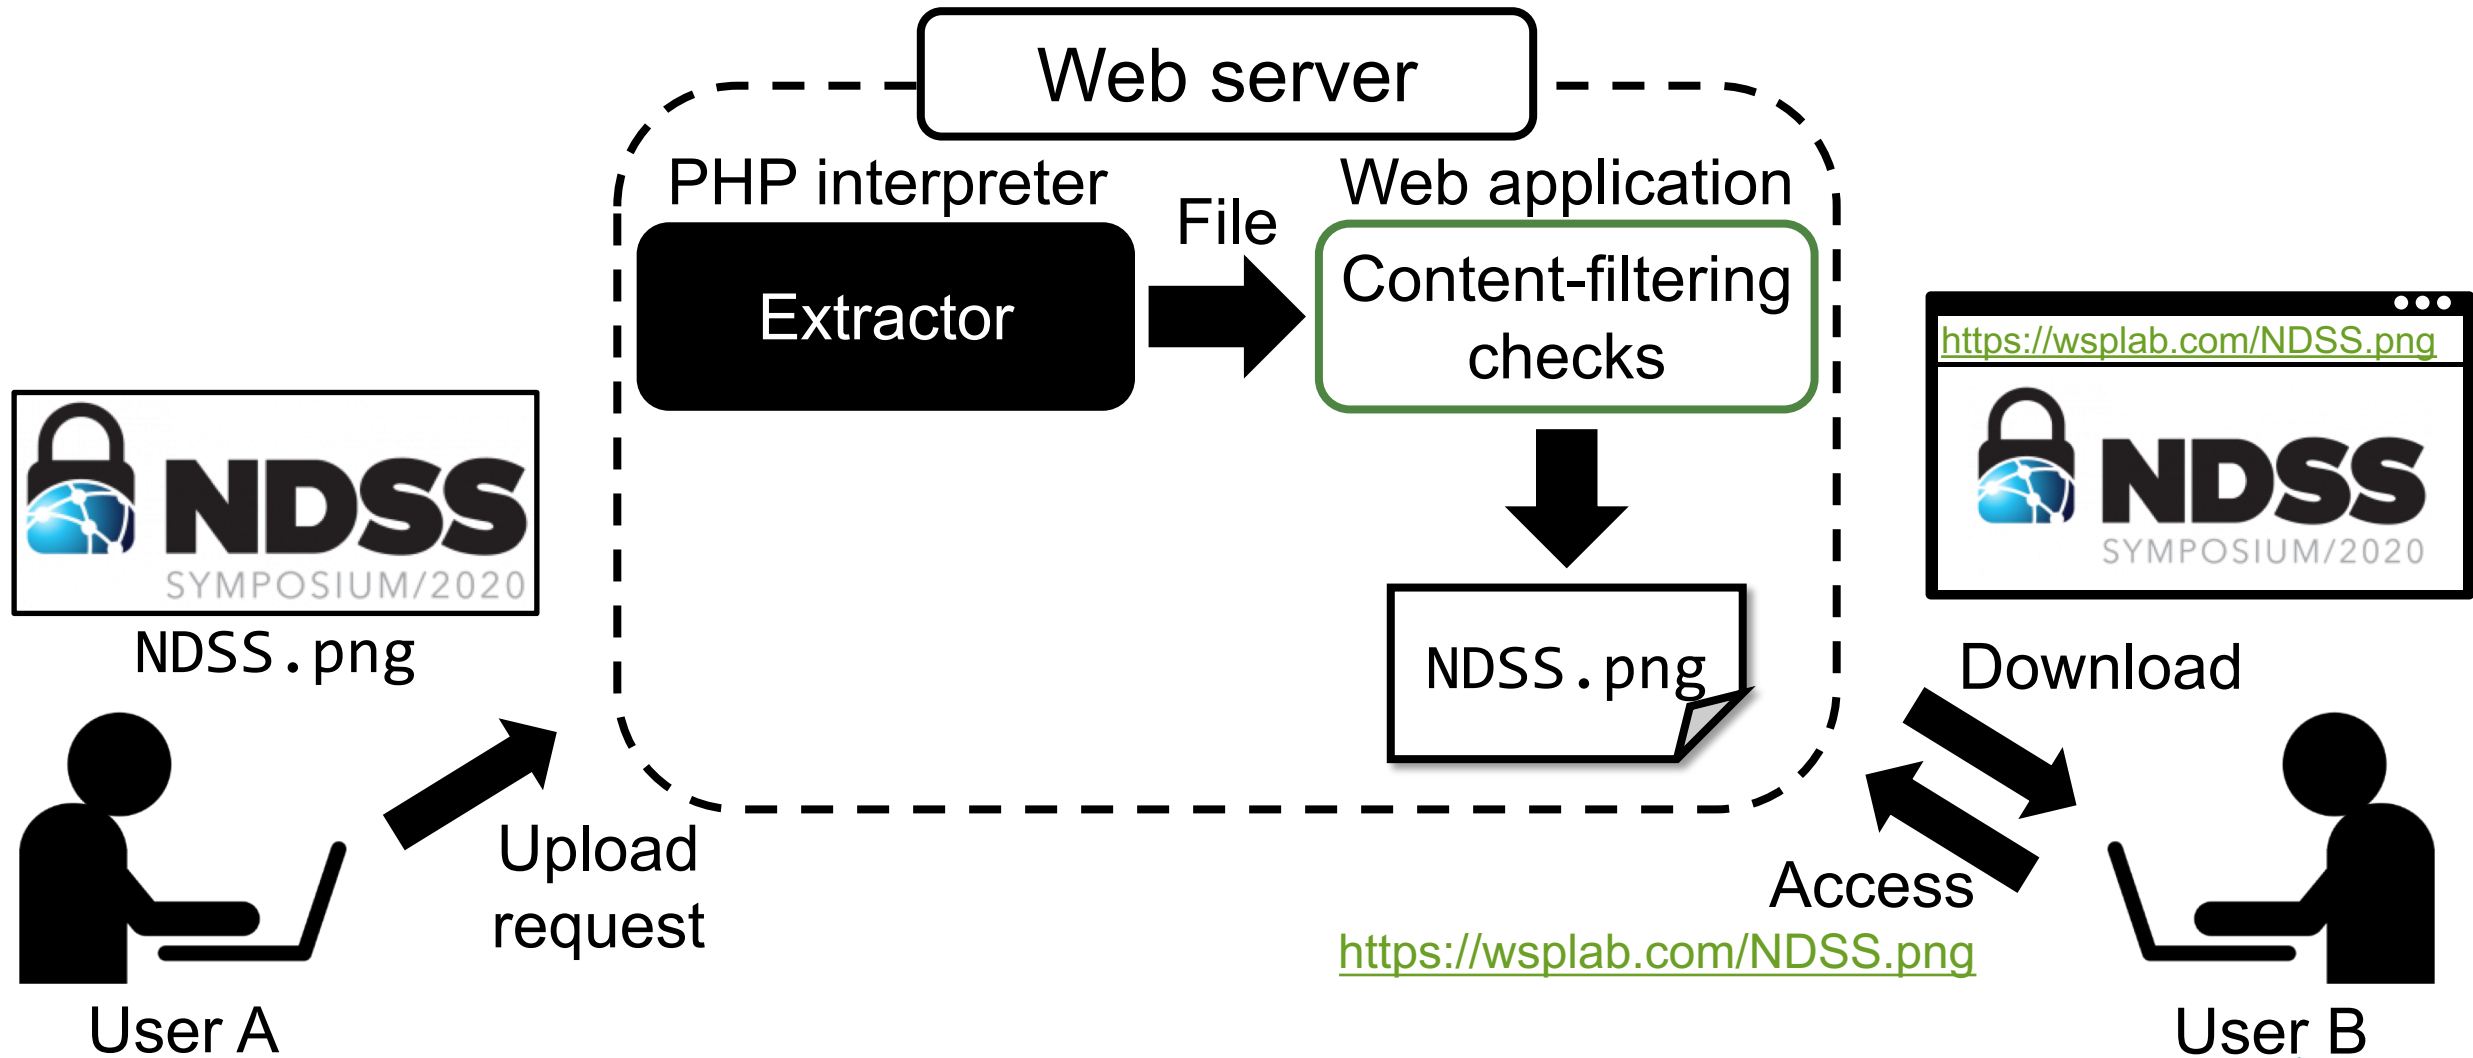 Web server
PHP interpreter
File
Web application
Extractor
Content-filtering
checks
NDSS
SYMPOSIUM/2020
NDSS.png
User A
Upload
request
NDSS.png
https://wsplab.com/NDSS.png
NDSS
SYMPOSIUM/2020
Download
Access
https://wsplab.com/NDSS.png
User B